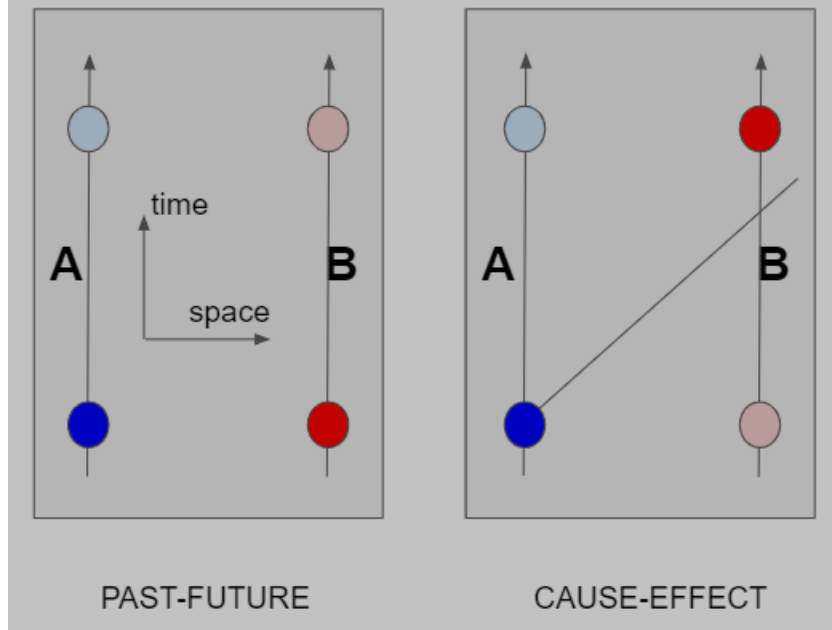 time
A
B
space
A
B
PAST-FUTURE
CAUSE-EFFECT